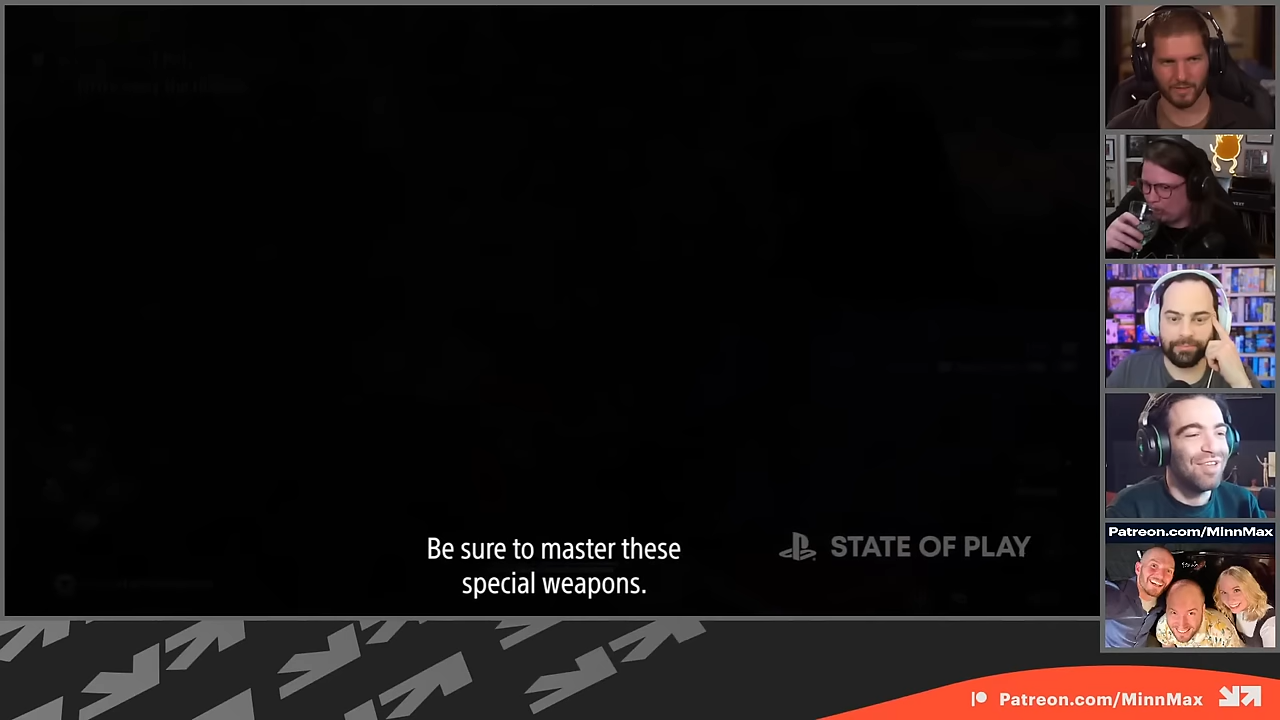 Be sure to master these
special weapons.
STATE OF PLAY
Patreon.com/MinnMax
Patreon.com/MinnMax